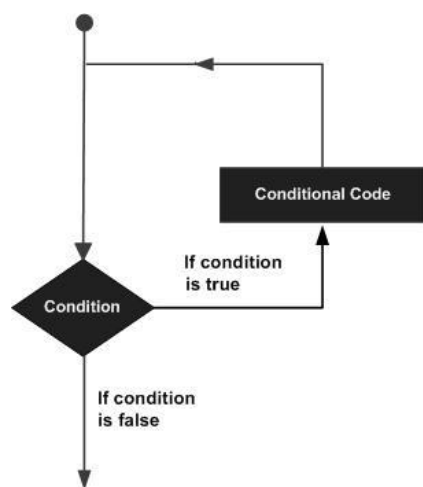 Conditional Code
If condition
is true
Condition
If condition
is false